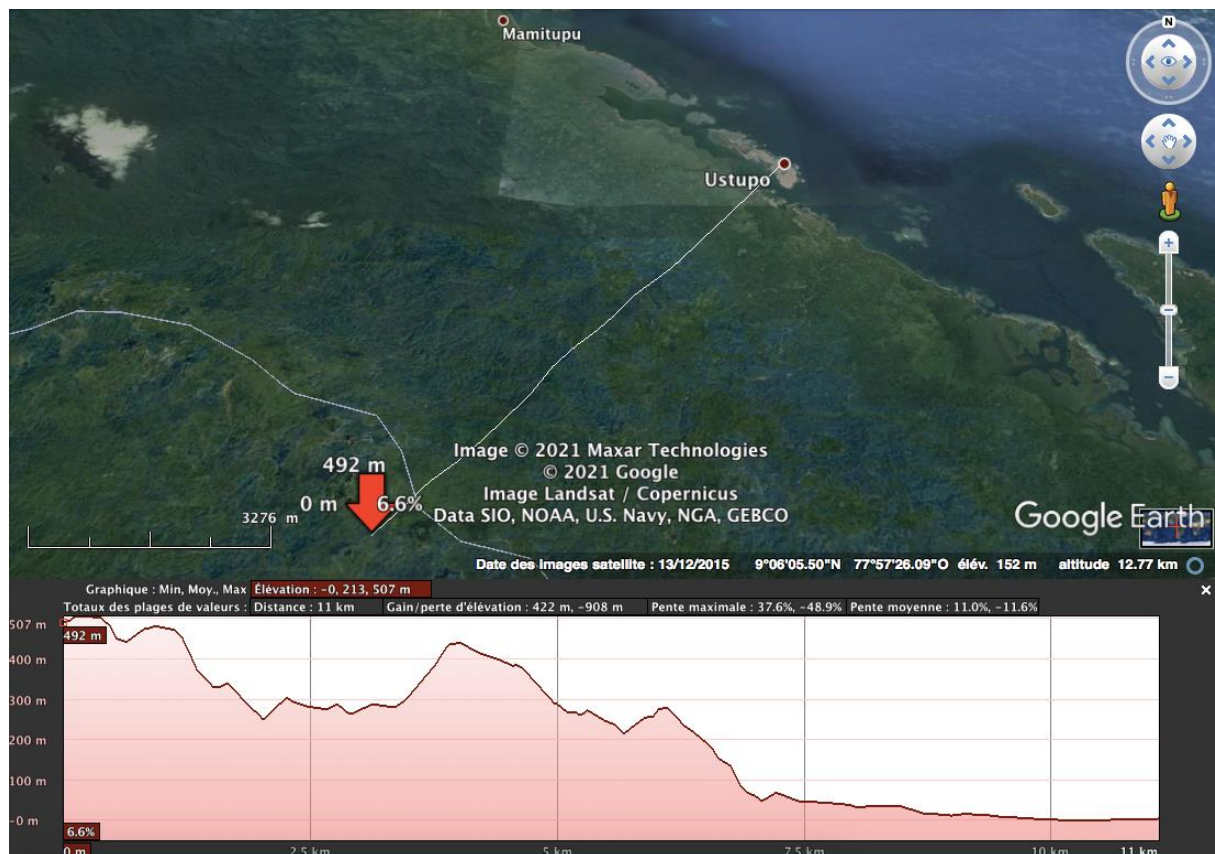 N
Mamitupu
Ustupo
492 m
0 m 6.6%
3276 m
Image © 2021 Maxar Technologies
© 2021 Google
Image Landsat / Copernicus
Data SIO, NOAA, U.S. Navy, NGA, GEBCO
Google Earth
Date des images satellite : 13/12/2015 9°06'05.50"N 77°57'26.09"O élév. 152 m altitude 12.77 km
Graphique : Min, Moy., Max Élévation : -0, 213, 507 m
Totaux des plages de valeurs : Distance : 11 km Gain/perte d'élévation : 422 m, -908 m Pente maximale : 37.6%, -48.9% Pente moyenne : 11.0%, -11.6%
507 m
492 m
400 m
300 m
200 m
100 m
-0 m
6.6%
0 m 2.5 km 5 km 7.5 km 10 km 11 km